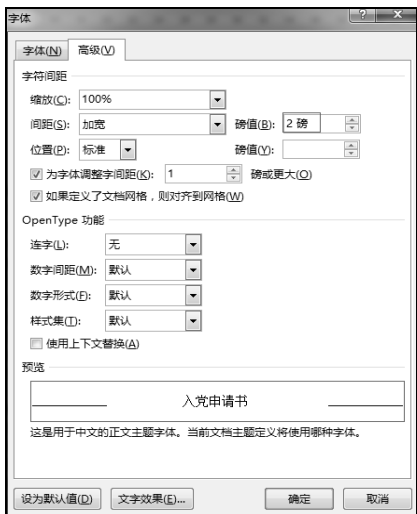 字体
字体(N) 高级(V)
字符间距
缩放(C): 100%
间距(S): 加宽 磅值(B): 2 磅
位置(P): 标准 磅值(Y):
为字体调整字间距(K): 1 磅或更大(O)
如果定义了文档网格，则对齐到网格(W)
OpenType 功能
连字(L): 无
数字间距(M): 默认
数字形式(F): 默认
样式集(T): 默认
使用上下文替换(A)
预览
入党申请书
这是用于中文的正文主题字体。当前文档主题定义将使用哪种字体。
设为默认值(D) 文字效果(E)... 确定 取消